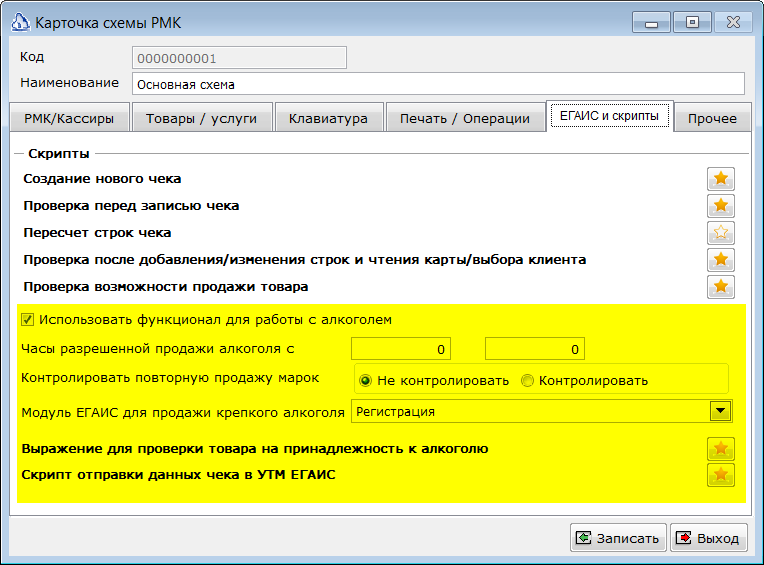 Карточка схемы РМК
Код 0000000001
Наименование Основная схема
РМК/Кассиры Товары / услуги Клавиатура Печать / Операции ЕГАИС и скрипты Прочее
Скрипты
Создание нового чека
Проверка перед записью чека
Пересчет строк чека
Проверка после добавления/изменения строк и чтения карты/выбора клиента
Проверка возможности продажи товара
Использовать функционал для работы с алкоголем
Часы разрешенной продажи алкоголя с 0 0
Контролировать повторную продажу марок Не контролировать Контролировать
Модуль ЕГАИС для продажи крепкого алкоголя Регистрация
Выражение для проверки товара на принадлежность к алкоголю
Скрипт отправки данных чека в УТМ ЕГАИС
Записать Выход